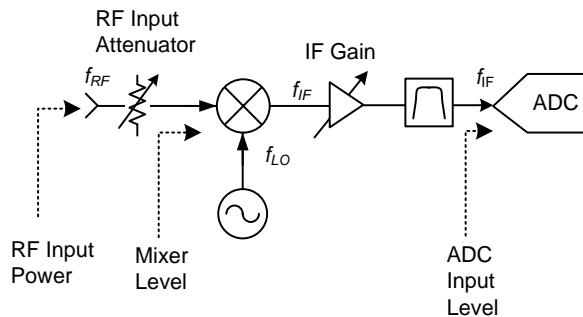 RF Input
Attenuator
IF Gain
fRF
fIF
fIF
ADC
fLO
RF Input
Power
Mixer
Level
ADC
Input
Level